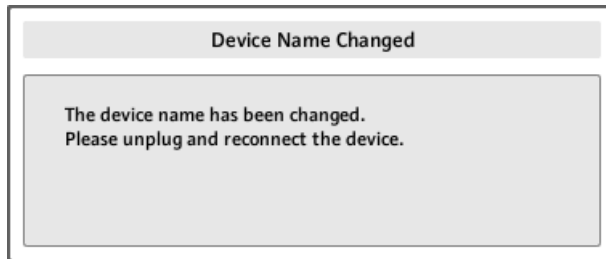 Device Name Changed
The device name has been changed.
Please unplug and reconnect the device.